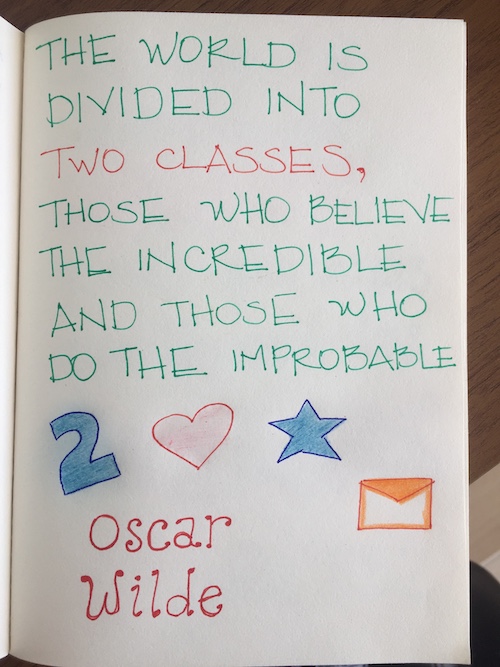 THE WORLD IS
DIVIDED INTO
TWO CLASSES,
THOSE WHO BELIEVE
THE INCREDIBLE
AND THOSE WHO
DO THE IMPROBABLE
2
Oscar
Wilde